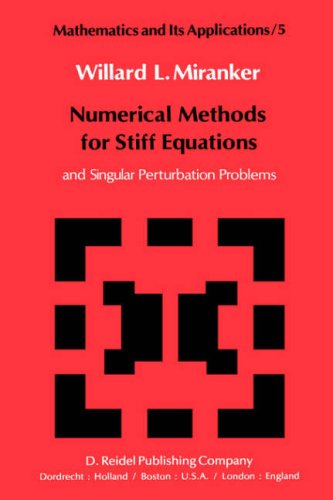 Mathematics and Its Applications/5
Willard L. Miranker
Numerical Methods
for Stiff Equations
and Singular Perturbation Problems
D. Reidel Publishing Company
Dordrecht : Holland / Boston : U.S.A. / London : England